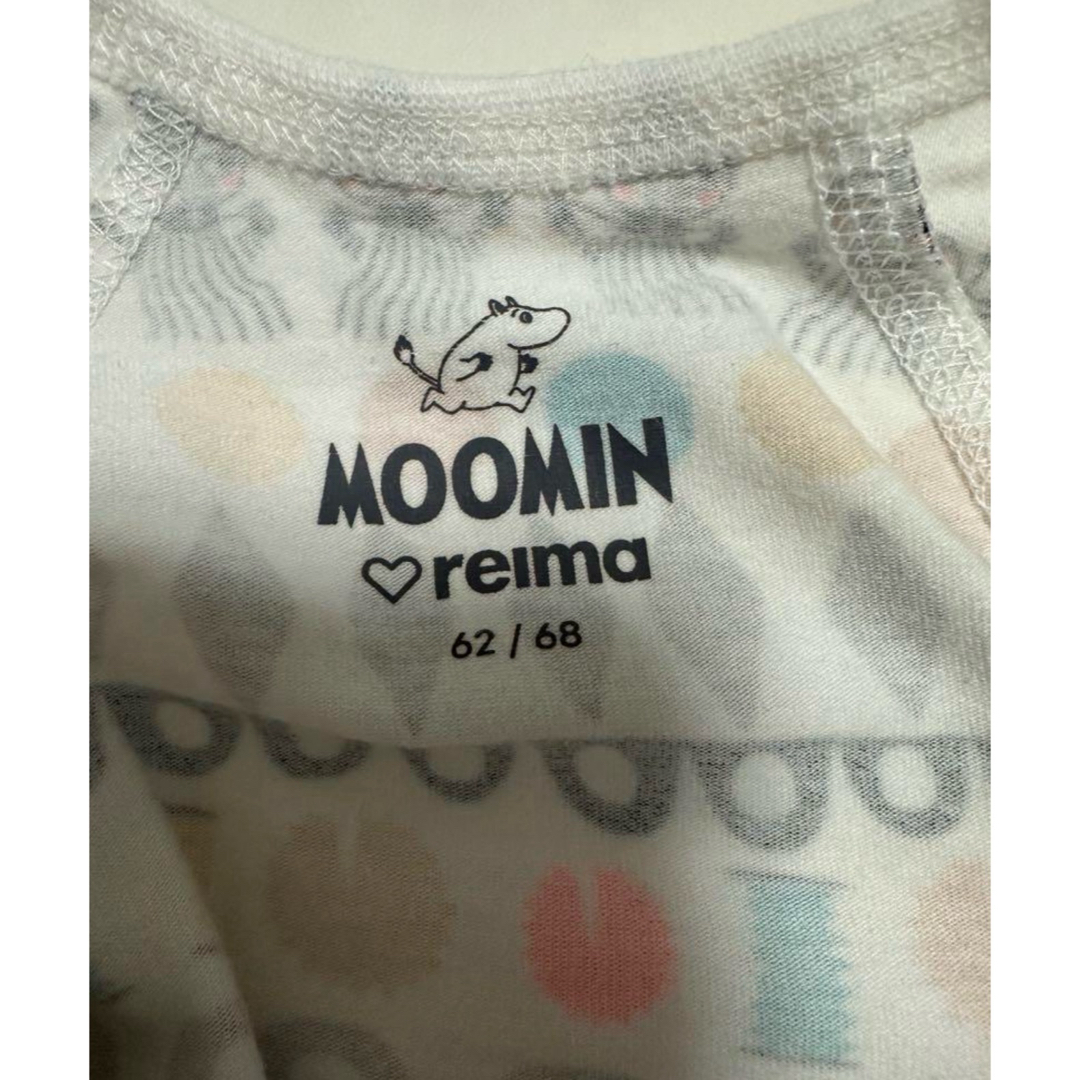 MOOMIN
♡reima
62 / 68